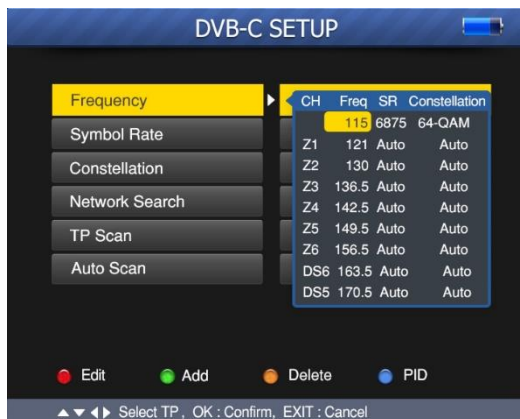 DVB-C SETUP
Frequency
Symbol Rate
Constellation
Network Search
TP Scan
Auto Scan
CH Freq SR Constellation
115 6875 64-QAM
Z1 121 Auto Auto
Z2 130 Auto Auto
Z3 136.5 Auto Auto
Z4 142.5 Auto Auto
Z5 149.5 Auto Auto
Z6 156.5 Auto Auto
DS6 163.5 Auto Auto
DS5 170.5 Auto Auto
Edit Add Delete PID
Select TP , OK : Confirm, EXIT : Cancel